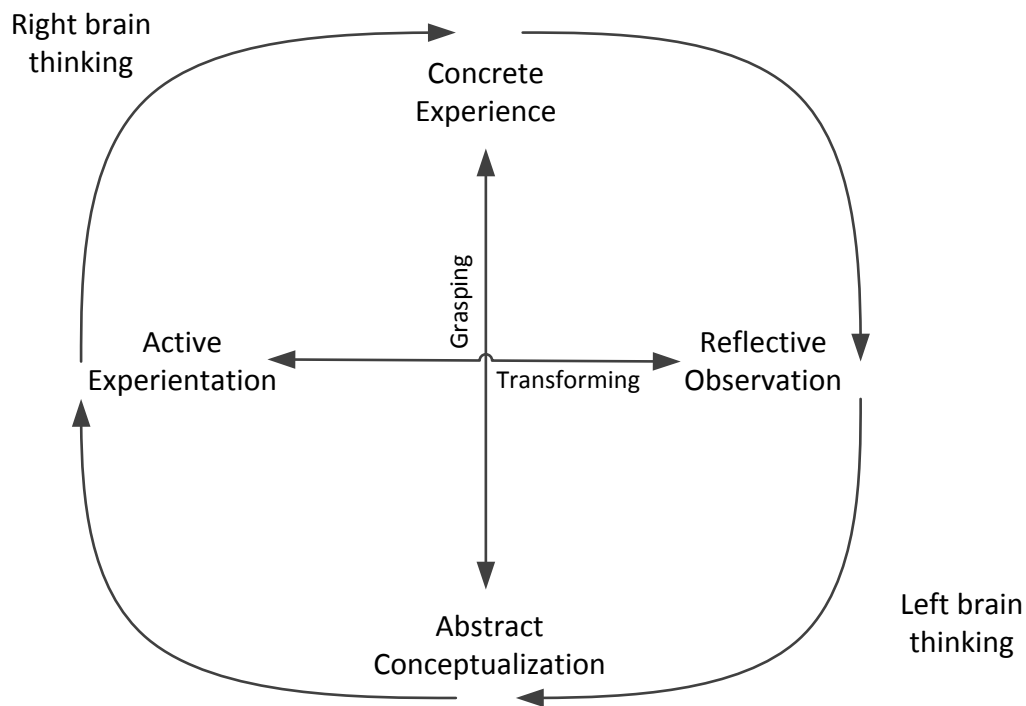 Right brain
thinking
Concrete
Experience
Grasping
Active
Experientation
Transforming
Reflective
Observation
Abstract
Conceptualization
Left brain
thinking